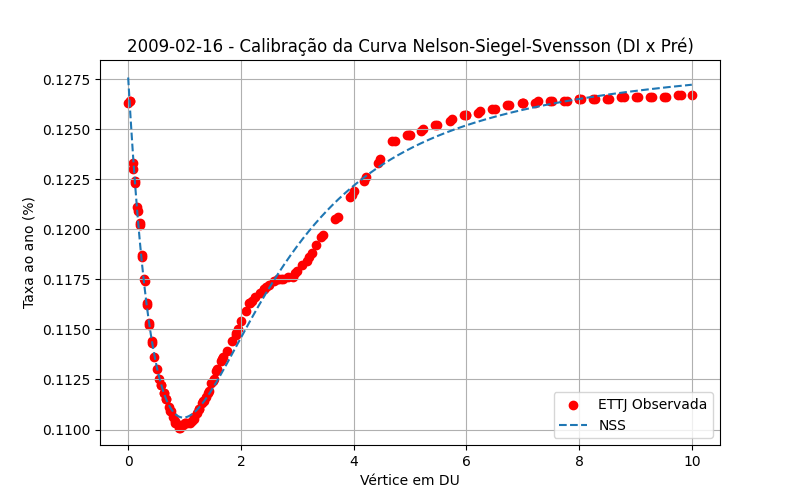 2009-02-16 - Calibração da Curva Nelson-Siegel-Svensson (DI x Pré)
Taxa ao ano (%)
0.1275
0.1250
0.1225
0.1200
0.1175
0.1150
0.1125
0.1100
ETTJ Observada
NSS
0 2 4 6 8 10
Vértice em DU